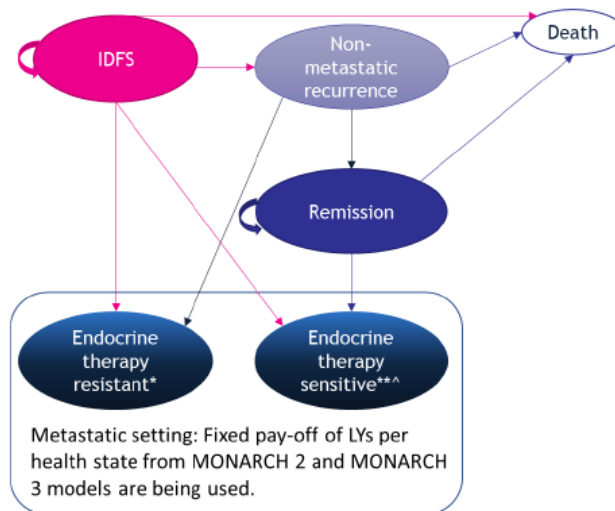 IDFS
Non-
metastatic
recurrence
Death
Remission
Endocrine
therapy
resistant*
Endocrine
therapy
sensitive**^
Metastatic setting: Fixed pay-off of LYs per
health state from MONARCH 2 and MONARCH
3 models are being used.